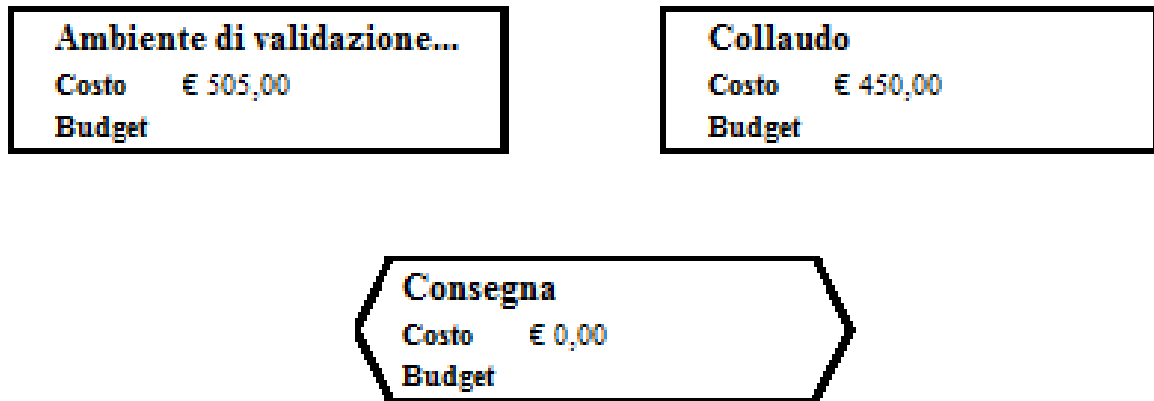 Ambiente di validazione...
Costo € 505,00
Budget
Collaudo
Costo € 450,00
Budget
Consegna
Costo € 0,00
Budget